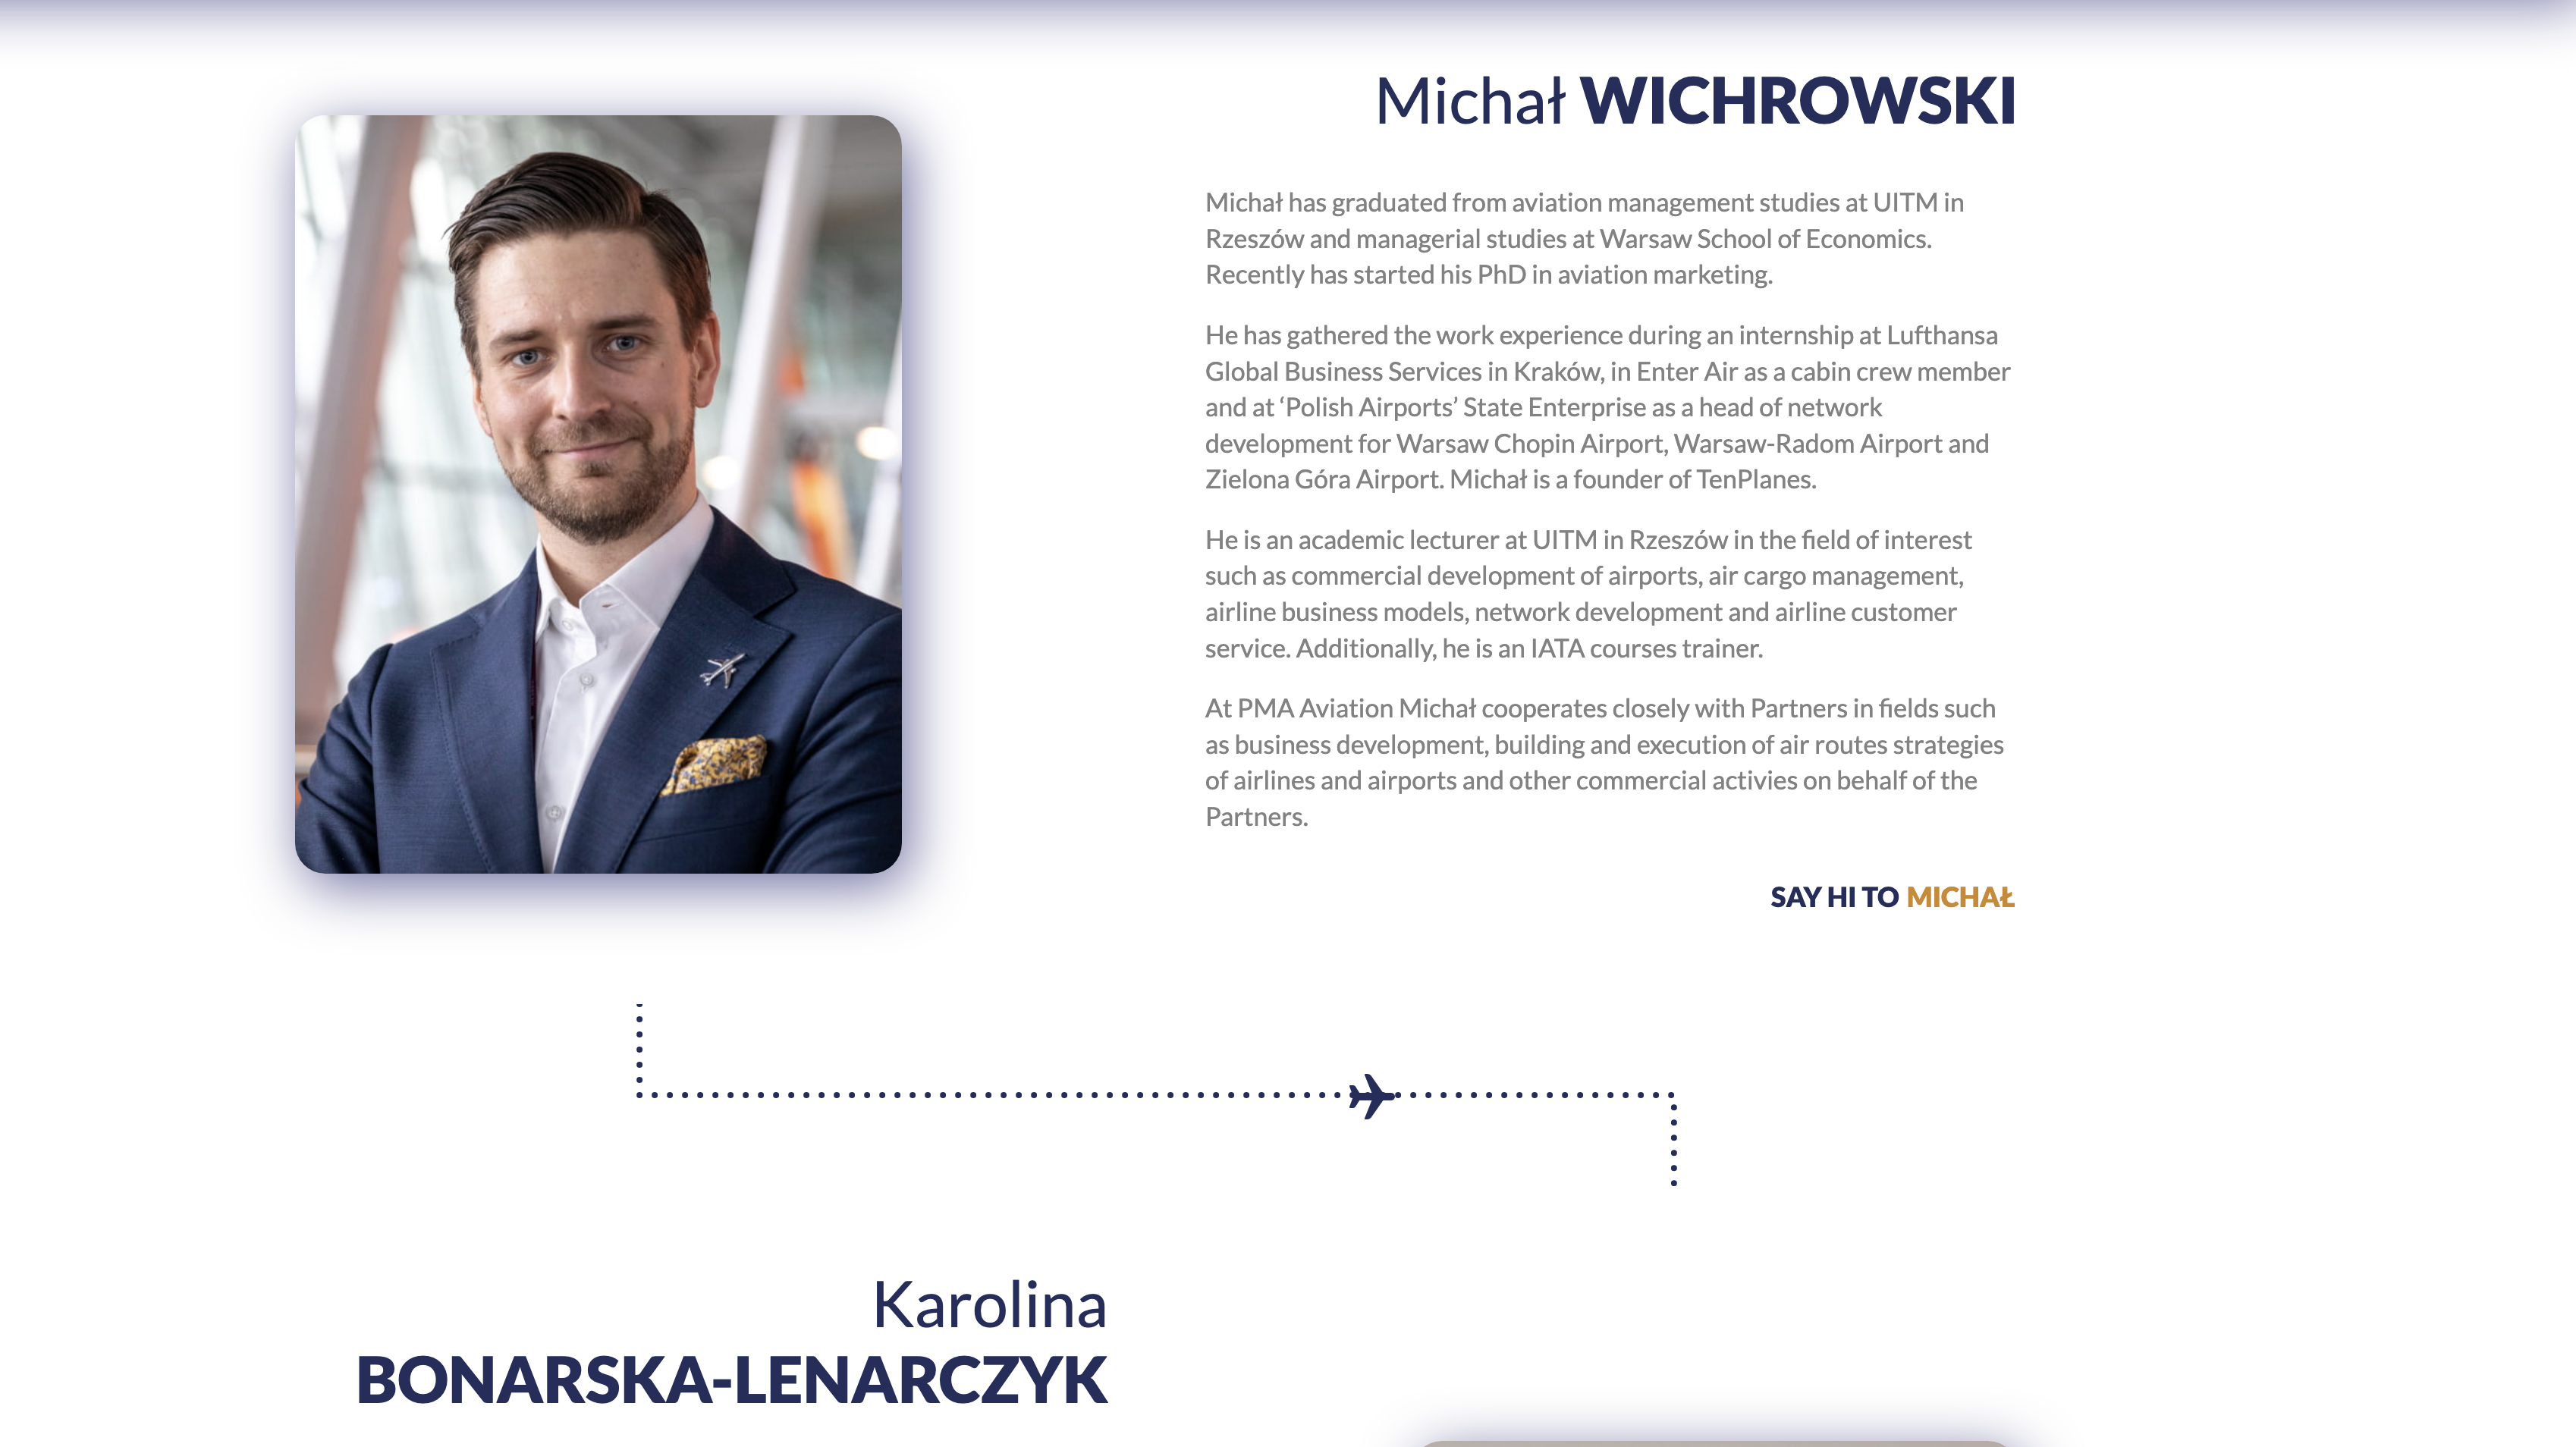 Michał WICHROWSKI
Michał has graduated from aviation management studies at UITM in
Rzeszów and managerial studies at Warsaw School of Economics.
Recently has started his PhD in aviation marketing.
He has gathered the work experience during an internship at Lufthansa
Global Business Services in Kraków, in Enter Air as a cabin crew member
and at ‘Polish Airports’ State Enterprise as a head of network
development for Warsaw Chopin Airport, Warsaw-Radom Airport and
Zielona Góra Airport. Michał is a founder of TenPlanes.
He is an academic lecturer at UITM in Rzeszów in the field of interest
such as commercial development of airports, air cargo management,
airline business models, network development and airline customer
service. Additionally, he is an IATA courses trainer.
At PMA Aviation Michał cooperates closely with Partners in fields such
as business development, building and execution of air routes strategies
of airlines and airports and other commercial activies on behalf of the
Partners.
SAY HI TO MICHAŁ
Karolina
BONARSKA-LENARCZYK